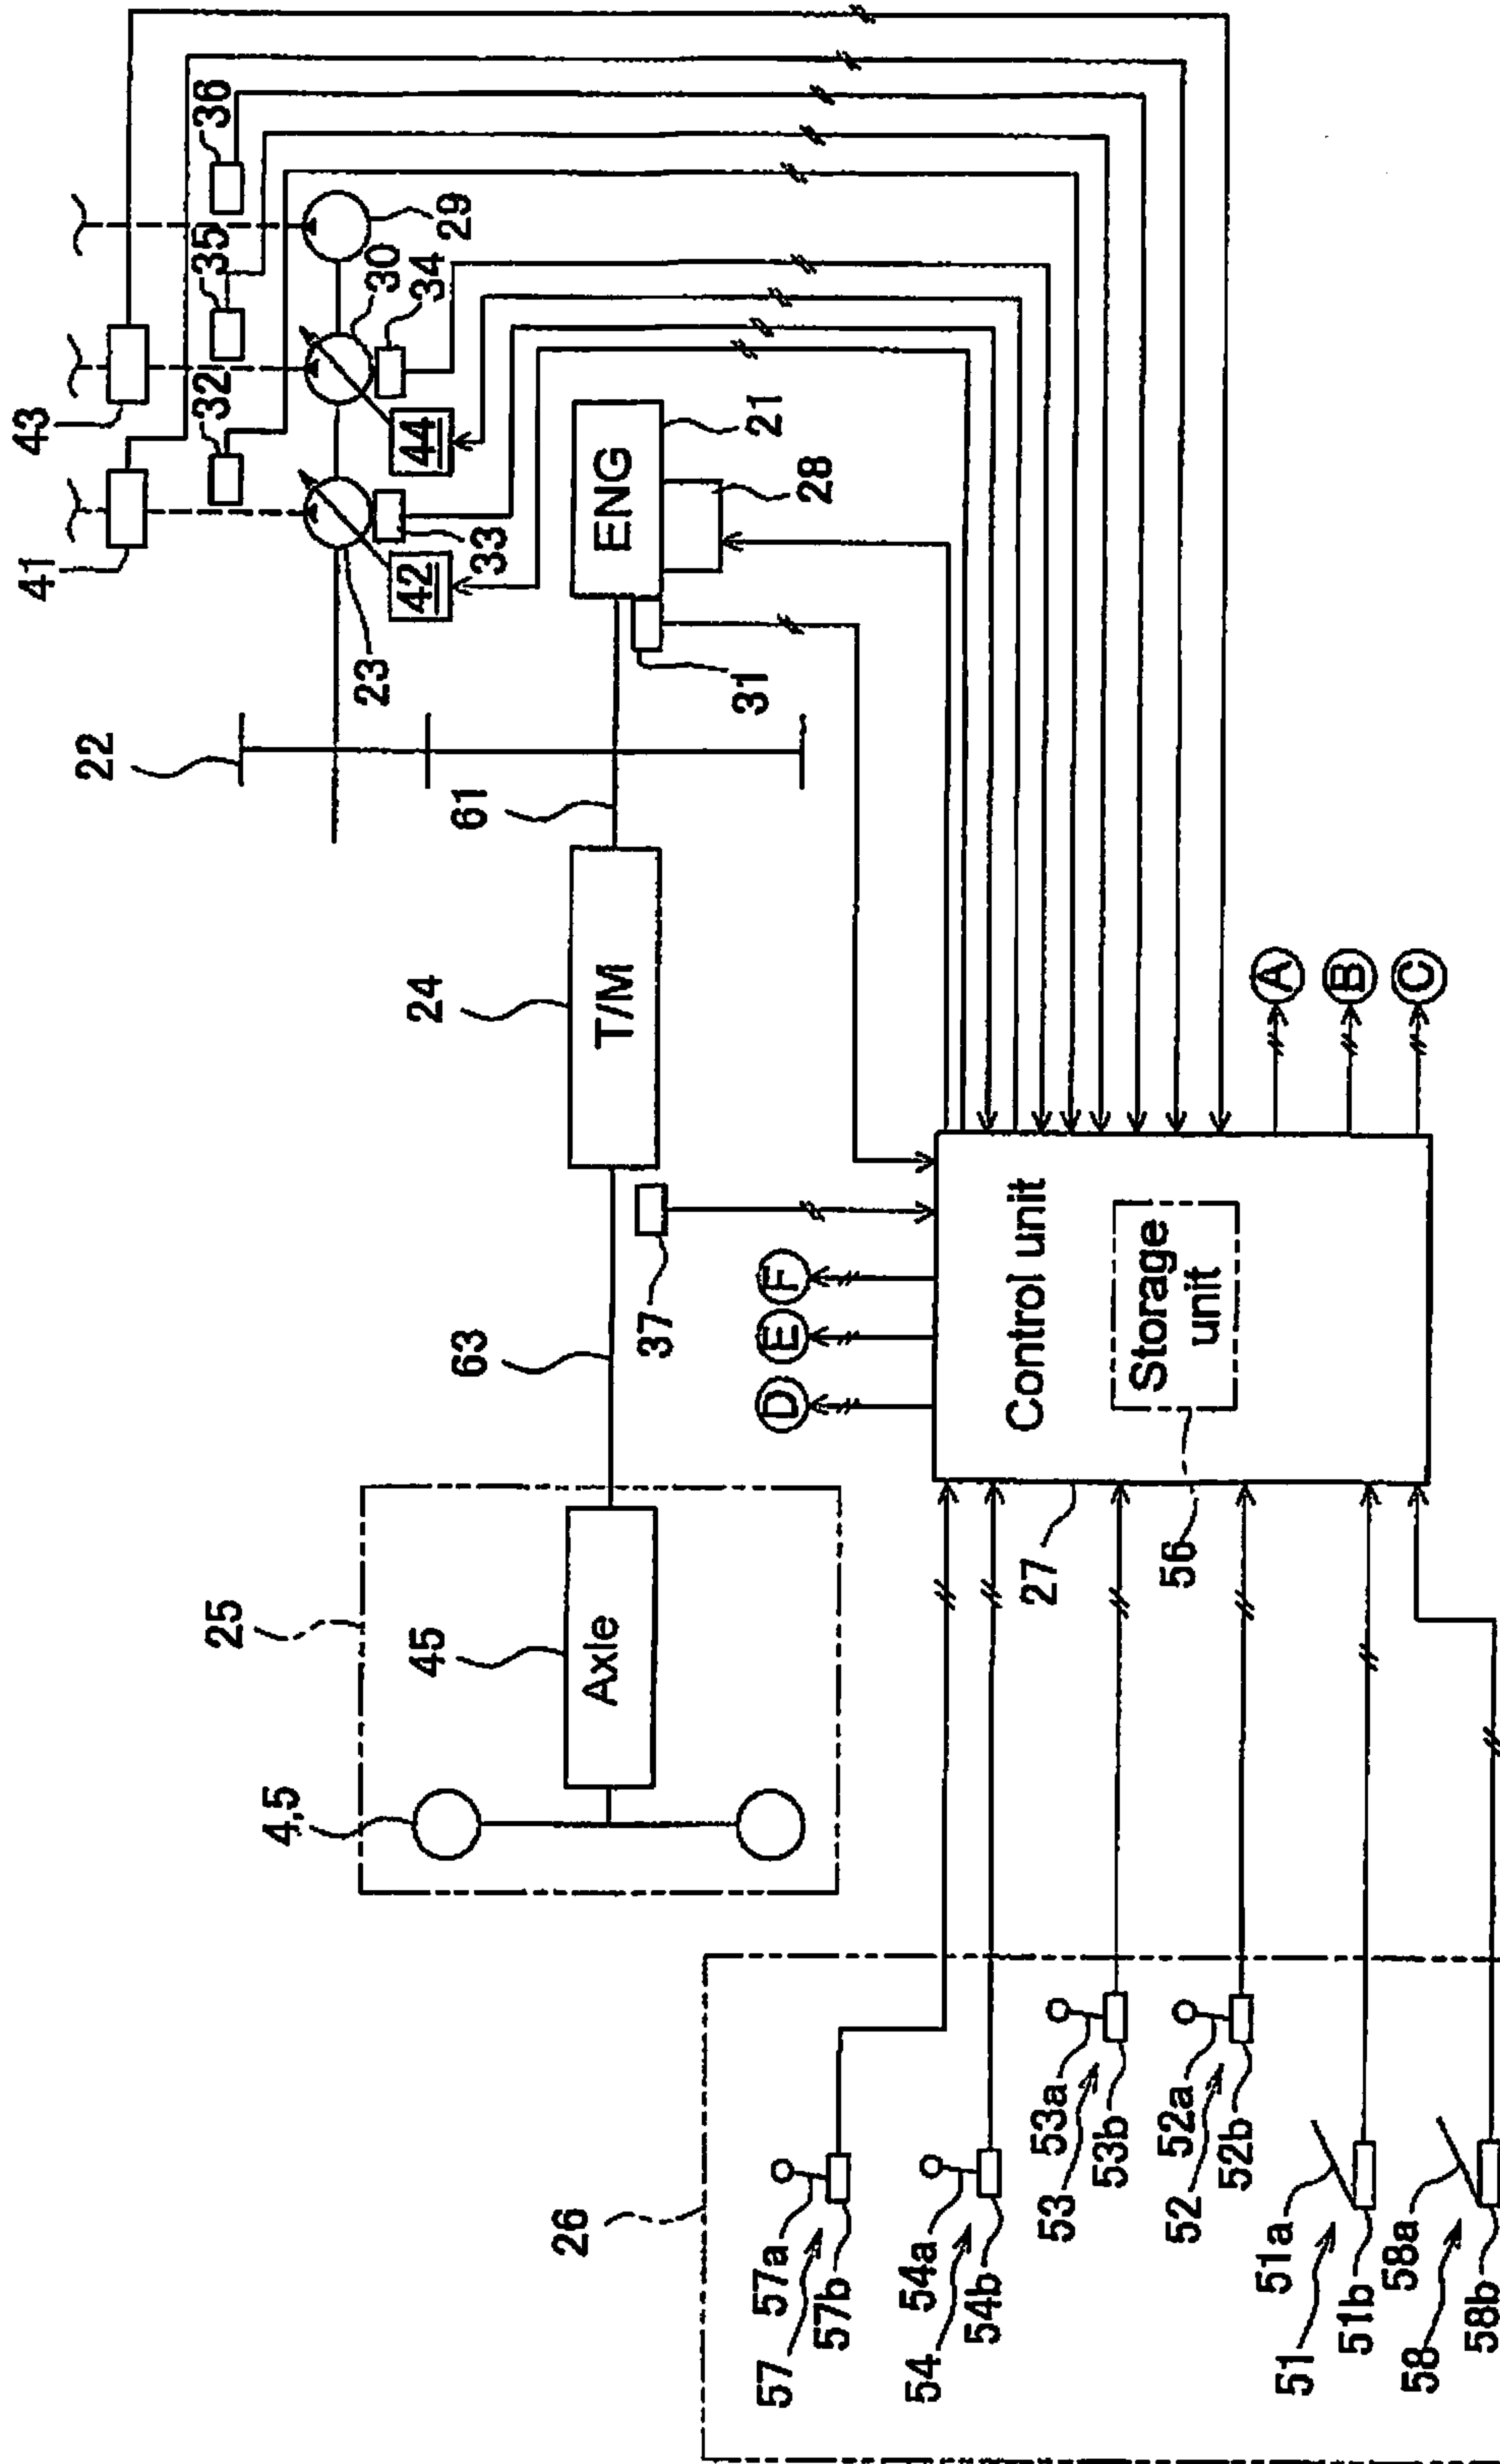 26
57
57a
57b
54
54a
54b
53
53a
53b
52
52a
52b
51
51a
51b
58
58a
58b
25
4,5
45
Axle
63
24
T/M
37
61
22
41
43
32
35
36
23
42
33
44
34
30
29
ENG
21
28
31
D
E
F
27
56
Control unit
Storage
unit
A
B
C